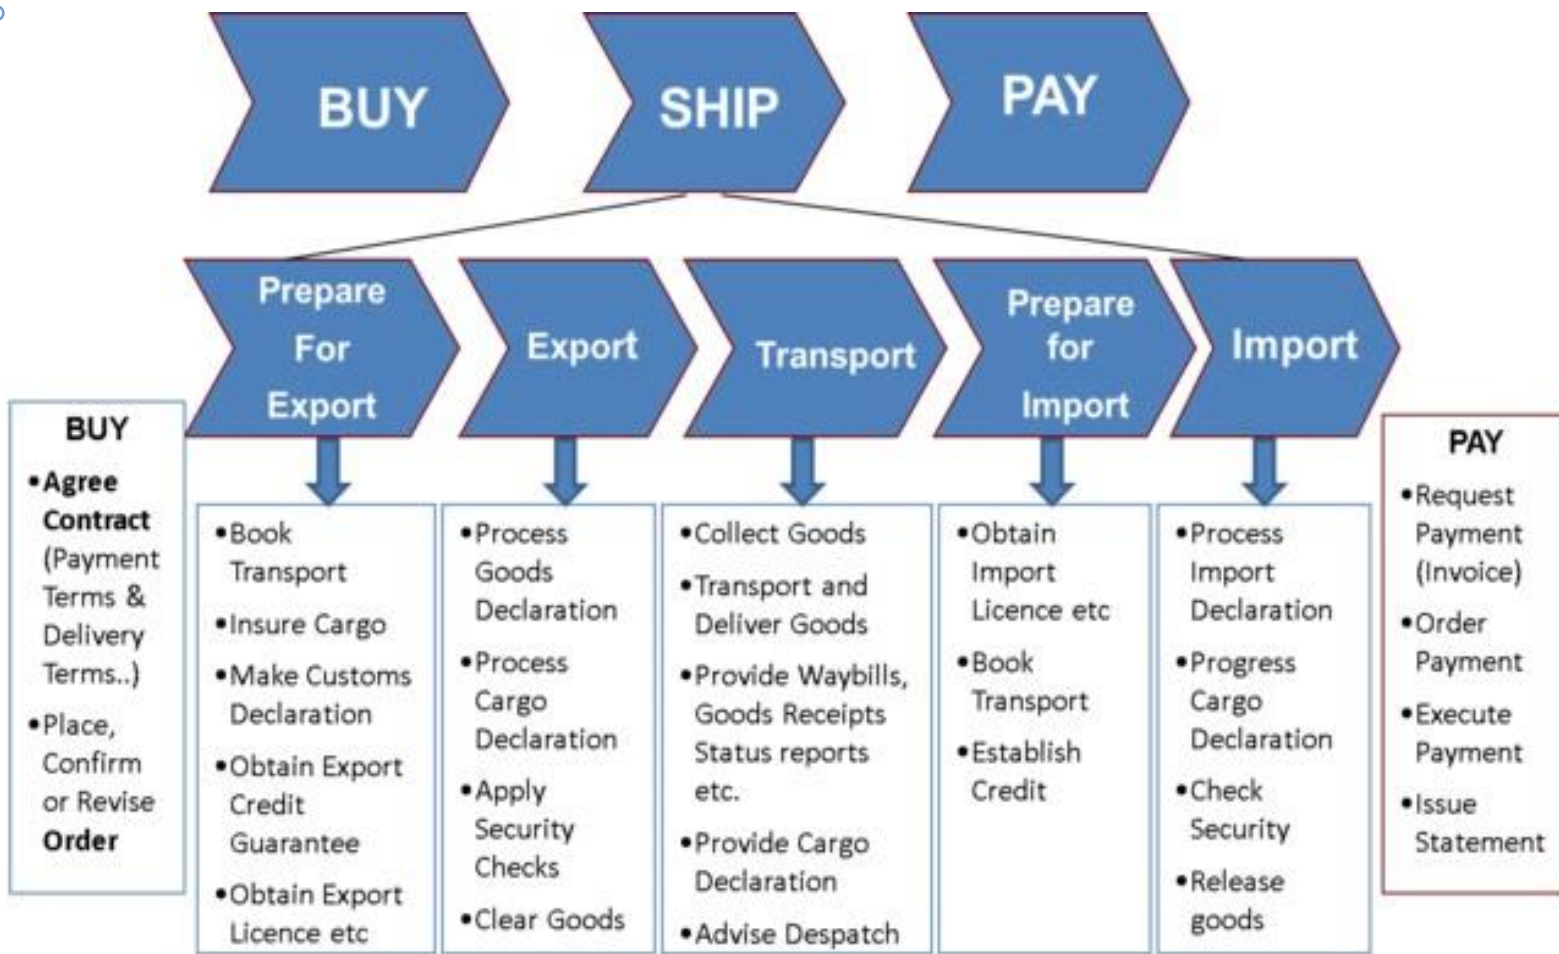 BUY
SHIP
PAY
Prepare
For
Export
Export
Transport
Prepare
for
Import
Import
BUY
•Agree
Contract
(Payment
Terms &
Delivery
Terms..)
•Place,
Confirm
or Revise
Order
•Book
Transport
•Insure Cargo
•Make Customs
Declaration
•Obtain Export
Credit
Guarantee
•Obtain Export
Licence etc
•Process
Goods
Declaration
•Process
Cargo
Declaration
•Apply
Security
Checks
•Clear Goods
•Collect Goods
•Transport and
Deliver Goods
•Provide Waybills,
Goods Receipts
Status reports
etc.
•Provide Cargo
Declaration
•Advise Despatch
•Obtain
Import
Licence etc
•Book
Transport
•Establish
Credit
•Process
Import
Declaration
•Progress
Cargo
Declaration
•Check
Security
•Release
goods
PAY
•Request
Payment
(Invoice)
•Order
Payment
•Execute
Payment
•Issue
Statement